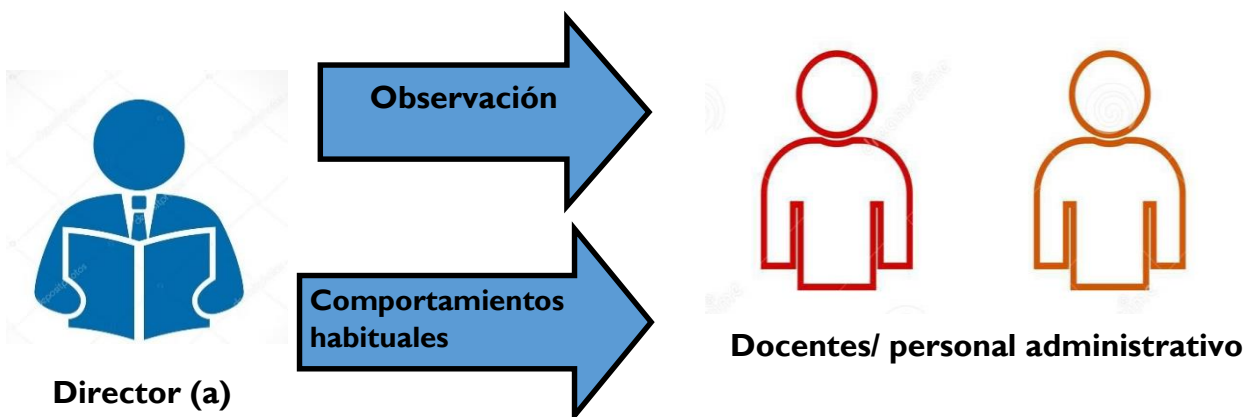 Observación
Comportamientos
habituales
Director (a)
Docentes/ personal administrativo